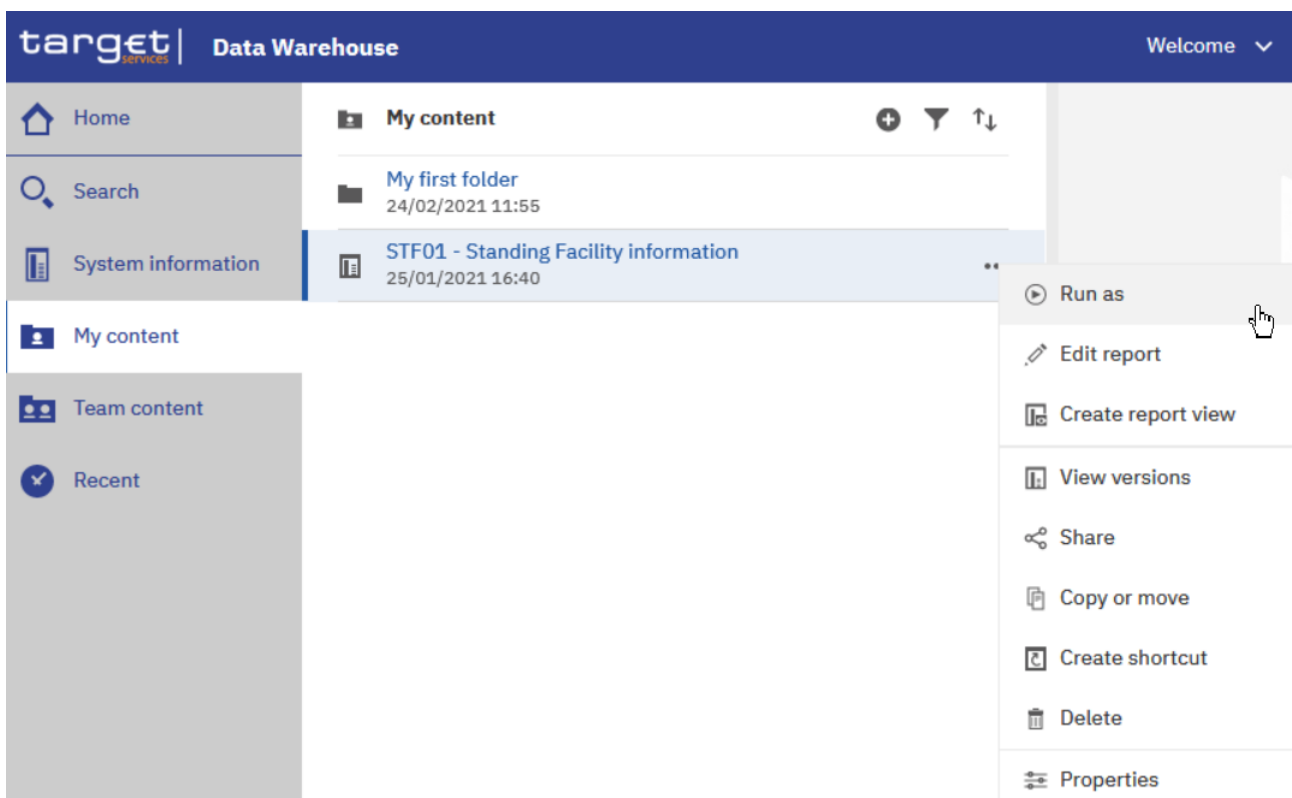 target services | Data Warehouse
Welcome
Home
Search
System information
My content
Team content
Recent
My content
My first folder
24/02/2021 11:55
STF01 - Standing Facility information
25/01/2021 16:40
Run as
Edit report
Create report view
View versions
Share
Copy or move
Create shortcut
Delete
Properties